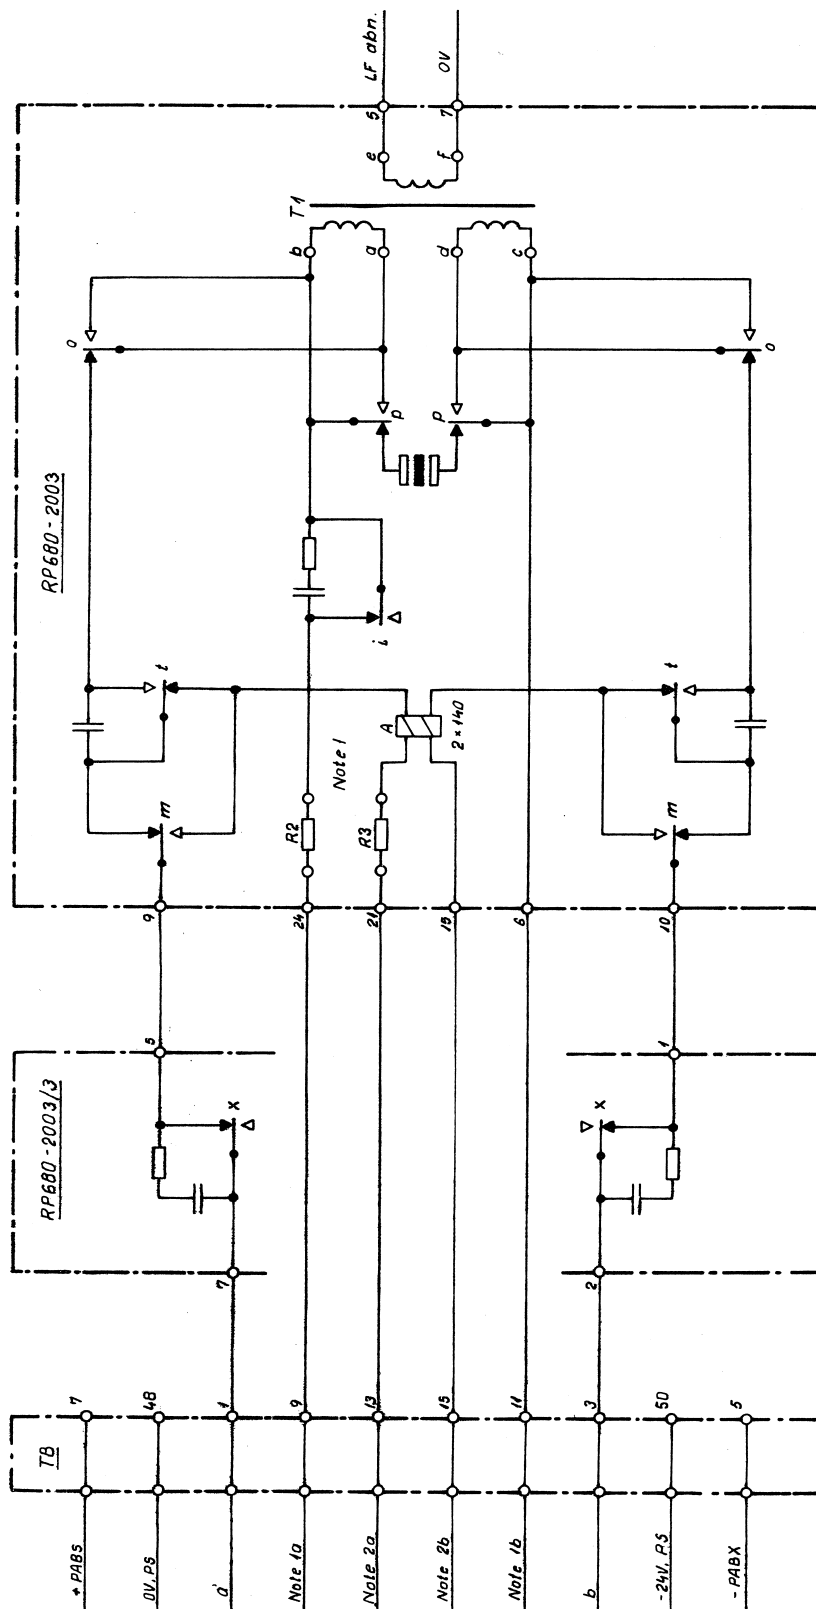 LF abn.
0V
5
7
e
f
T1
b
a
d
c
o
o
p
p
RP680-2003
i
t
t
A
2×140
Note 1
m
m
R2
R3
9
24
21
15
6
10
5
1
RP680-2003/3
x
x
7
2
7
48
1
9
13
15
11
3
50
5
TB
+PABS
0V, PS
a'
Note 1a
Note 2a
Note 2b
Note 1b
b
-24V, PS
-PABX